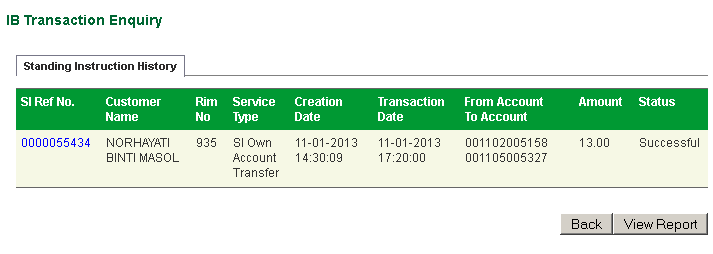 IB Transaction Enquiry
Standing Instruction History
SI Ref No. Customer Name Rim No Service Type Creation Date Transaction Date From Account To Account Amount Status
0000055434 NORHAYATI BINTI MASOL 935 SI Own Account Transfer 11-01-2013 14:30:09 11-01-2013 17:20:00 001102005158 001105005327 13.00 Successful
Back View Report